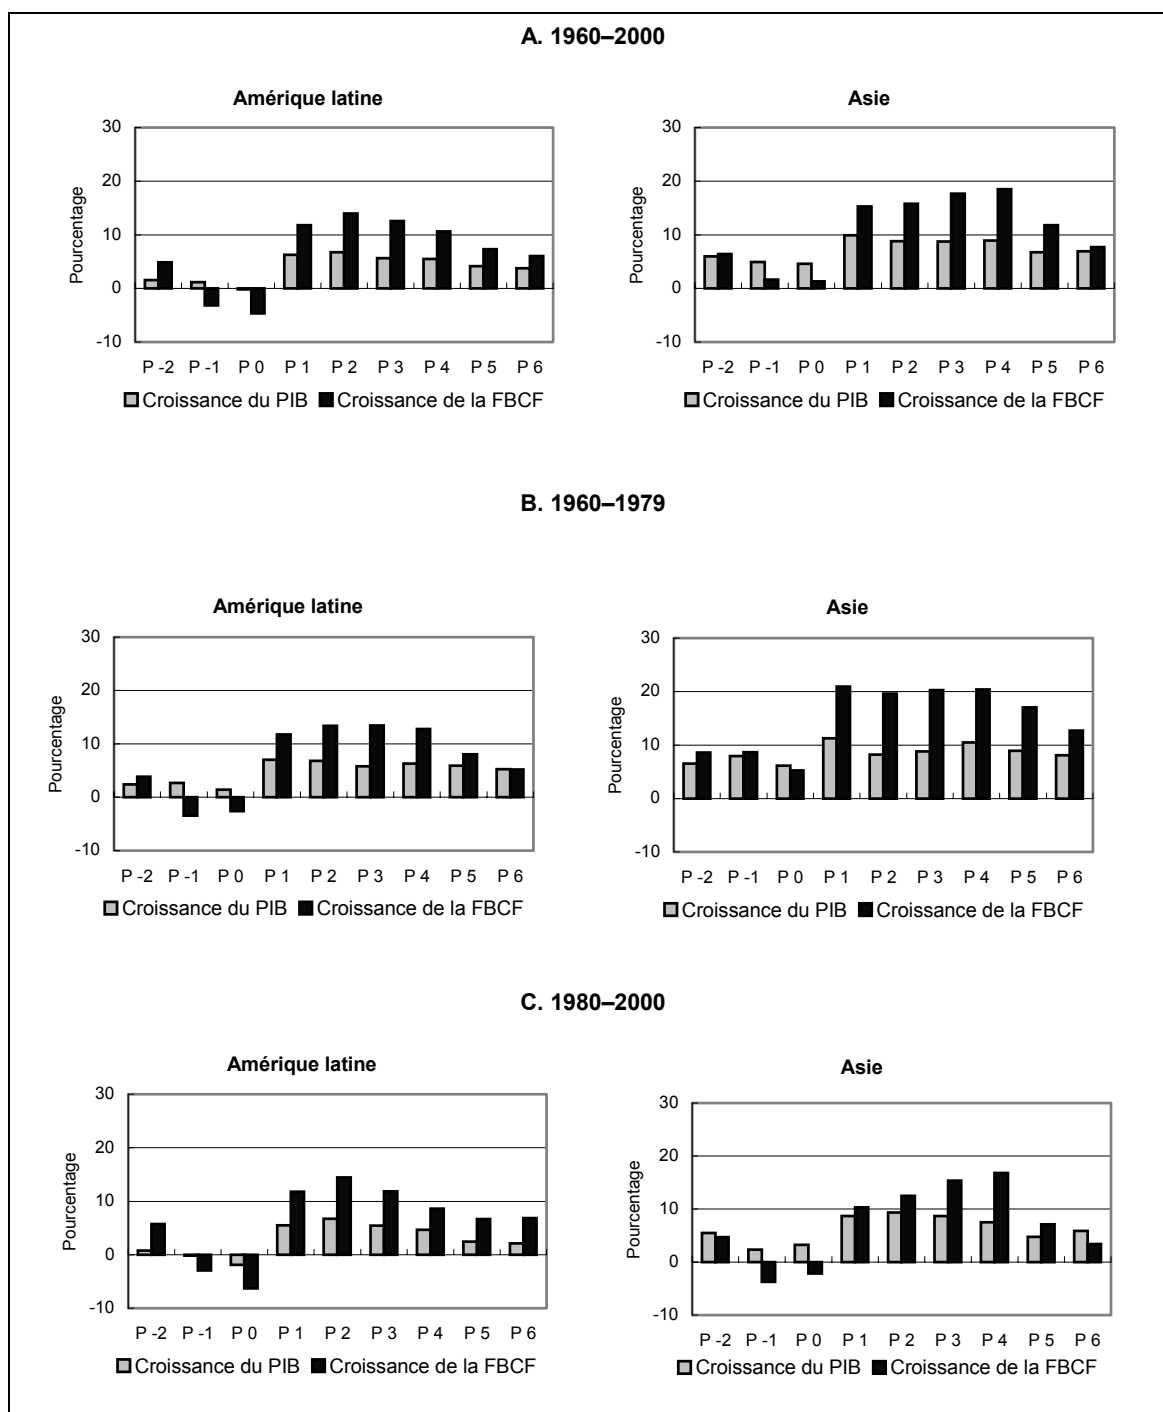 A. 1960–2000
Amérique latine
Pourcentage
30
20
10
0
-10
P -2 P -1 P 0 P 1 P 2 P 3 P 4 P 5 P 6
Croissance du PIB Croissance de la FBCF
Asie
Pourcentage
30
20
10
0
-10
P -2 P -1 P 0 P 1 P 2 P 3 P 4 P 5 P 6
Croissance du PIB Croissance de la FBCF
B. 1960–1979
Amérique latine
Pourcentage
30
20
10
0
-10
P -2 P -1 P 0 P 1 P 2 P 3 P 4 P 5 P 6
Croissance du PIB Croissance de la FBCF
Asie
Pourcentage
30
20
10
0
-10
P -2 P -1 P 0 P 1 P 2 P 3 P 4 P 5 P 6
Croissance du PIB Croissance de la FBCF
C. 1980–2000
Amérique latine
Pourcentage
30
20
10
0
-10
P -2 P -1 P 0 P 1 P 2 P 3 P 4 P 5 P 6
Croissance du PIB Croissance de la FBCF
Asie
Pourcentage
30
20
10
0
-10
P -2 P -1 P 0 P 1 P 2 P 3 P 4 P 5 P 6
Croissance du PIB Croissance de la FBCF